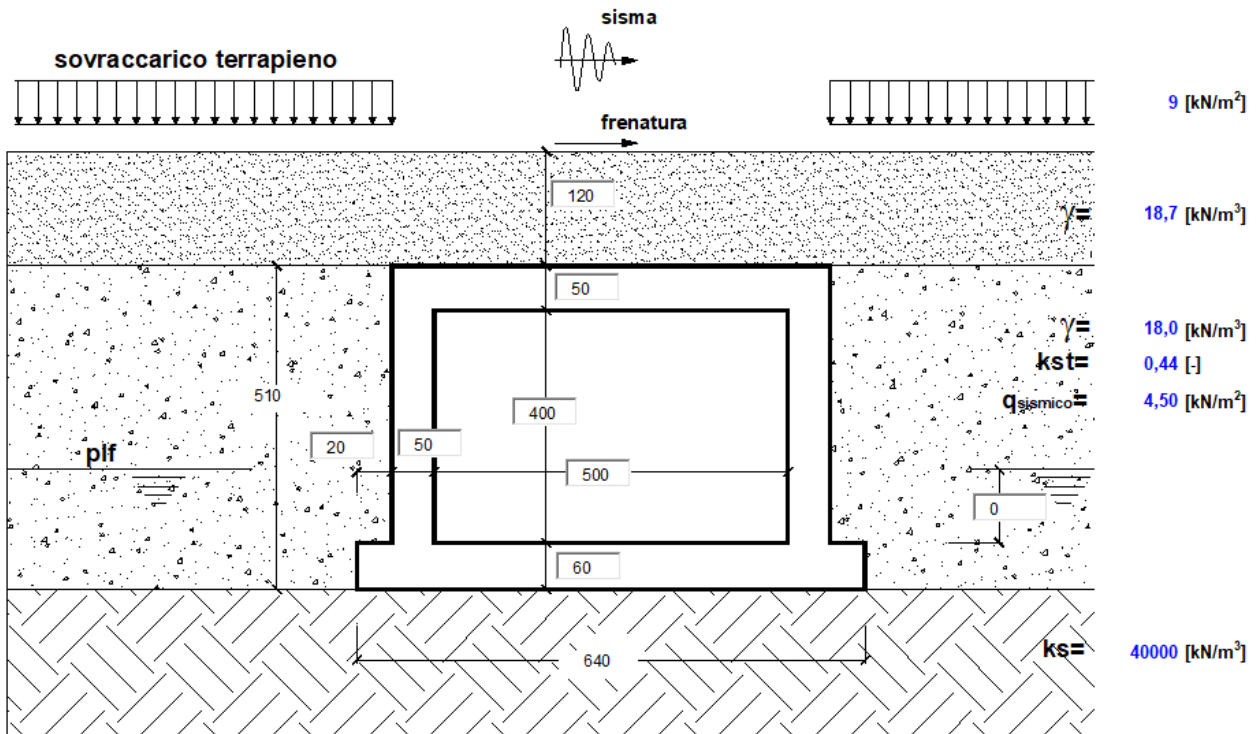 sisma
sovraccarico terrapieno
9 [kN/m²]
frenatura
120
γ= 18,7 [kN/m³]
50
γ= 18,0 [kN/m³]
kst= 0,44 [-]
510
400
qsismico= 4,50 [kN/m²]
20
50
plf
500
0
60
ks= 40000 [kN/m³]
640